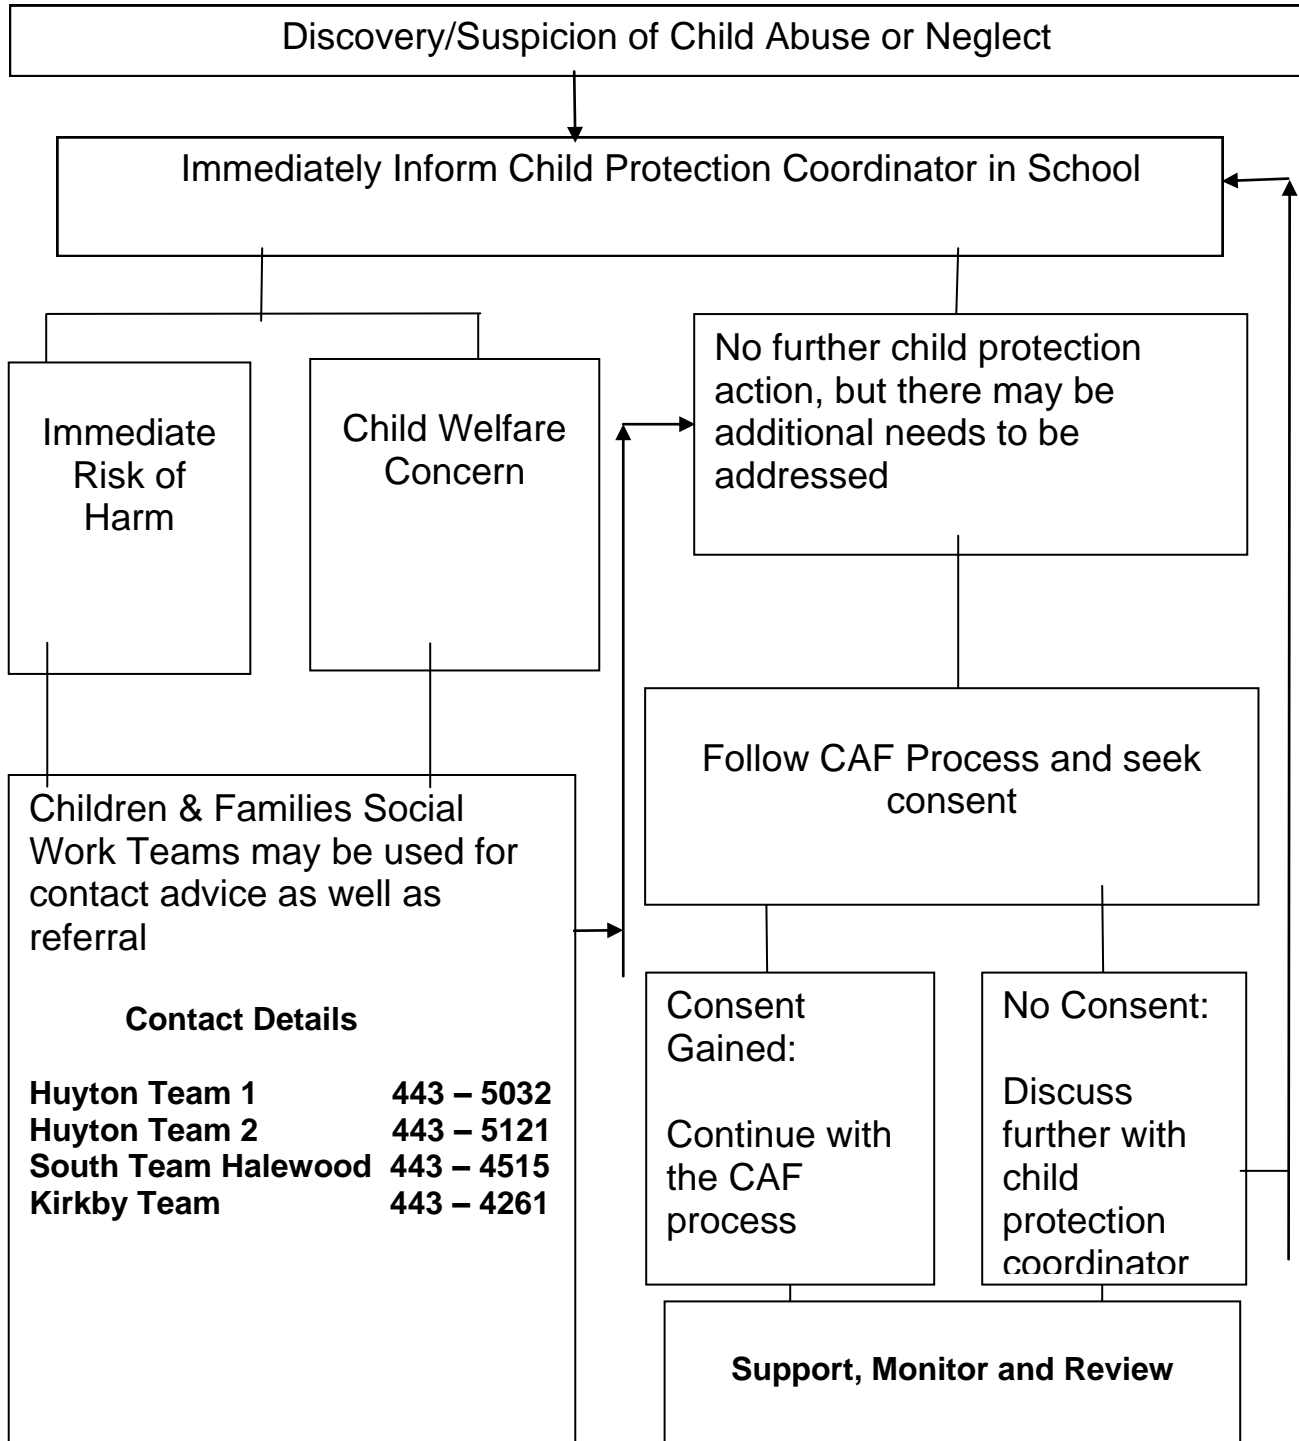 Discovery/Suspicion of Child Abuse or Neglect
Immediately Inform Child Protection Coordinator in School
Immediate
Risk of
Harm
Child Welfare
Concern
No further child protection
action, but there may be
additional needs to be
addressed
Follow CAF Process and seek
consent
Children & Families Social
Work Teams may be used for
contact advice as well as
referral
Contact Details
Huyton Team 1 443 – 5032
Huyton Team 2 443 – 5121
South Team Halewood 443 – 4515
Kirkby Team 443 – 4261
Consent
Gained:
Continue with
the CAF
process
No Consent:
Discuss
further with
child
protection
coordinator
Support, Monitor and Review